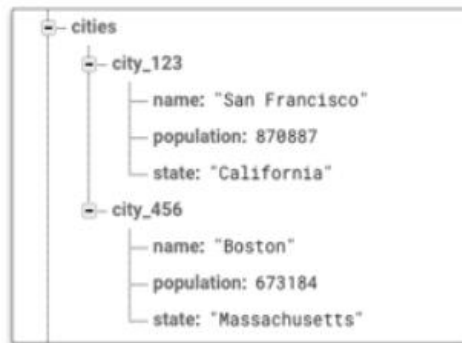 cities
city_123
name: "San Francisco"
population: 870887
state: "California"
city_456
name: "Boston"
population: 673184
state: "Massachusetts"